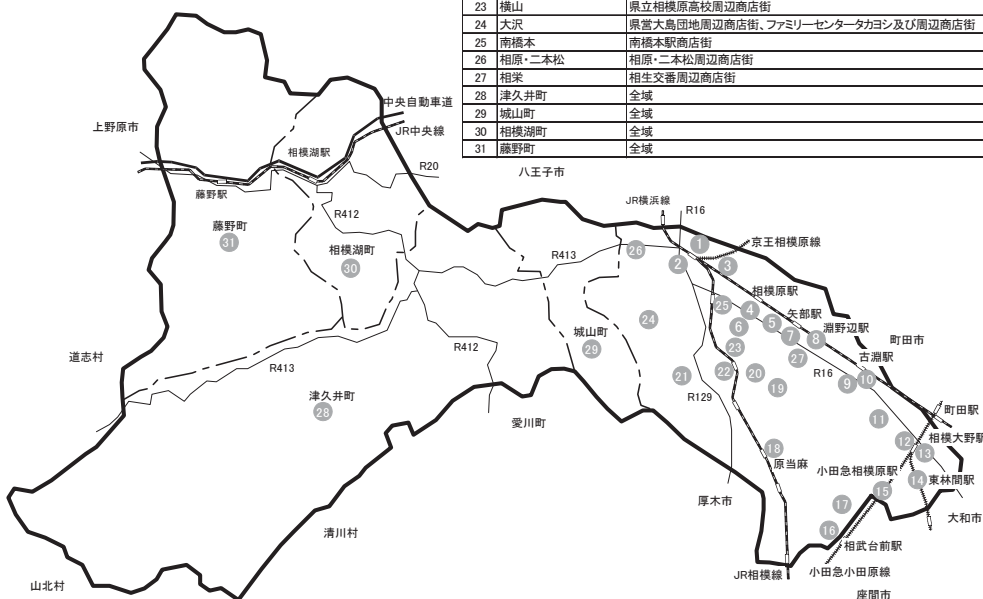 23 横山 県立相模原高校周辺商店街
24 大沢 県営大島団地周辺商店街、ファミリーセンタータカヨシ及び周辺商店街
25 南橋本 南橋本駅商店街
26 相原・二本松 相原・二本松周辺商店街
27 相栄 相生交番周辺商店街
28 津久井町 全域
29 城山町 全域
30 相模湖町 全域
31 藤野町 全域
中央自動車道
上野原市
JR中央線
相模湖駅
R20
八王子市
藤野駅
JR横浜線
R16
R412
藤野町
31
相模湖町
30
R413
26
1
京王相模原線
2
3
相模原駅
25
4
矢部駅
24
6
5
7
8
淵野辺駅
城山町
29
23
27
古淵駅
町田市
道志村
R413
R412
21
22
20
19
R16
9
10
R129
津久井町
28
愛川町
11
町田駅
12
相模大野駅
13
18
原当麻
小田急相模原駅
14
東林間駅
15
厚木市
17
大和市
清川村
16
相武台前駅
山北村
JR相模線
小田急小田原線
座間市